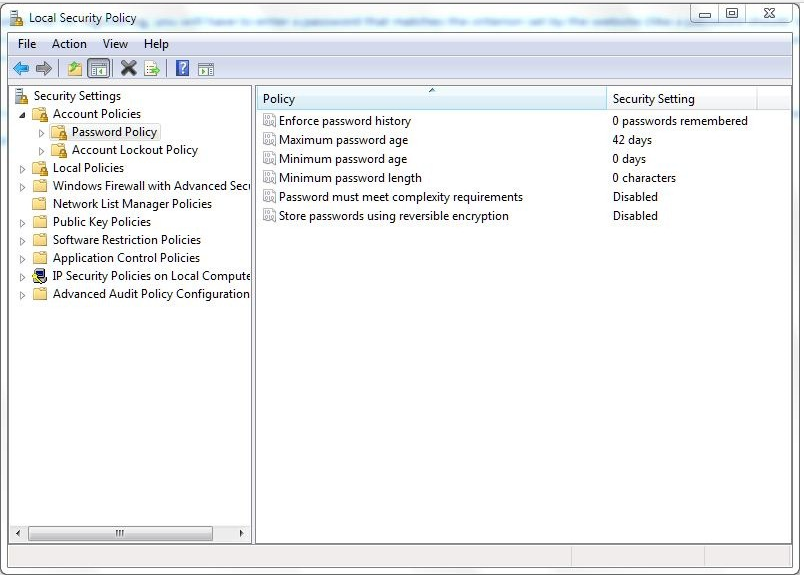 Local Security Policy
File Action View Help
Security Settings
Account Policies
Password Policy
Account Lockout Policy
Local Policies
Windows Firewall with Advanced Secu
Network List Manager Policies
Public Key Policies
Software Restriction Policies
Application Control Policies
IP Security Policies on Local Compute
Advanced Audit Policy Configuration
Policy Security Setting
Enforce password history 0 passwords remembered
Maximum password age 42 days
Minimum password age 0 days
Minimum password length 0 characters
Password must meet complexity requirements Disabled
Store passwords using reversible encryption Disabled